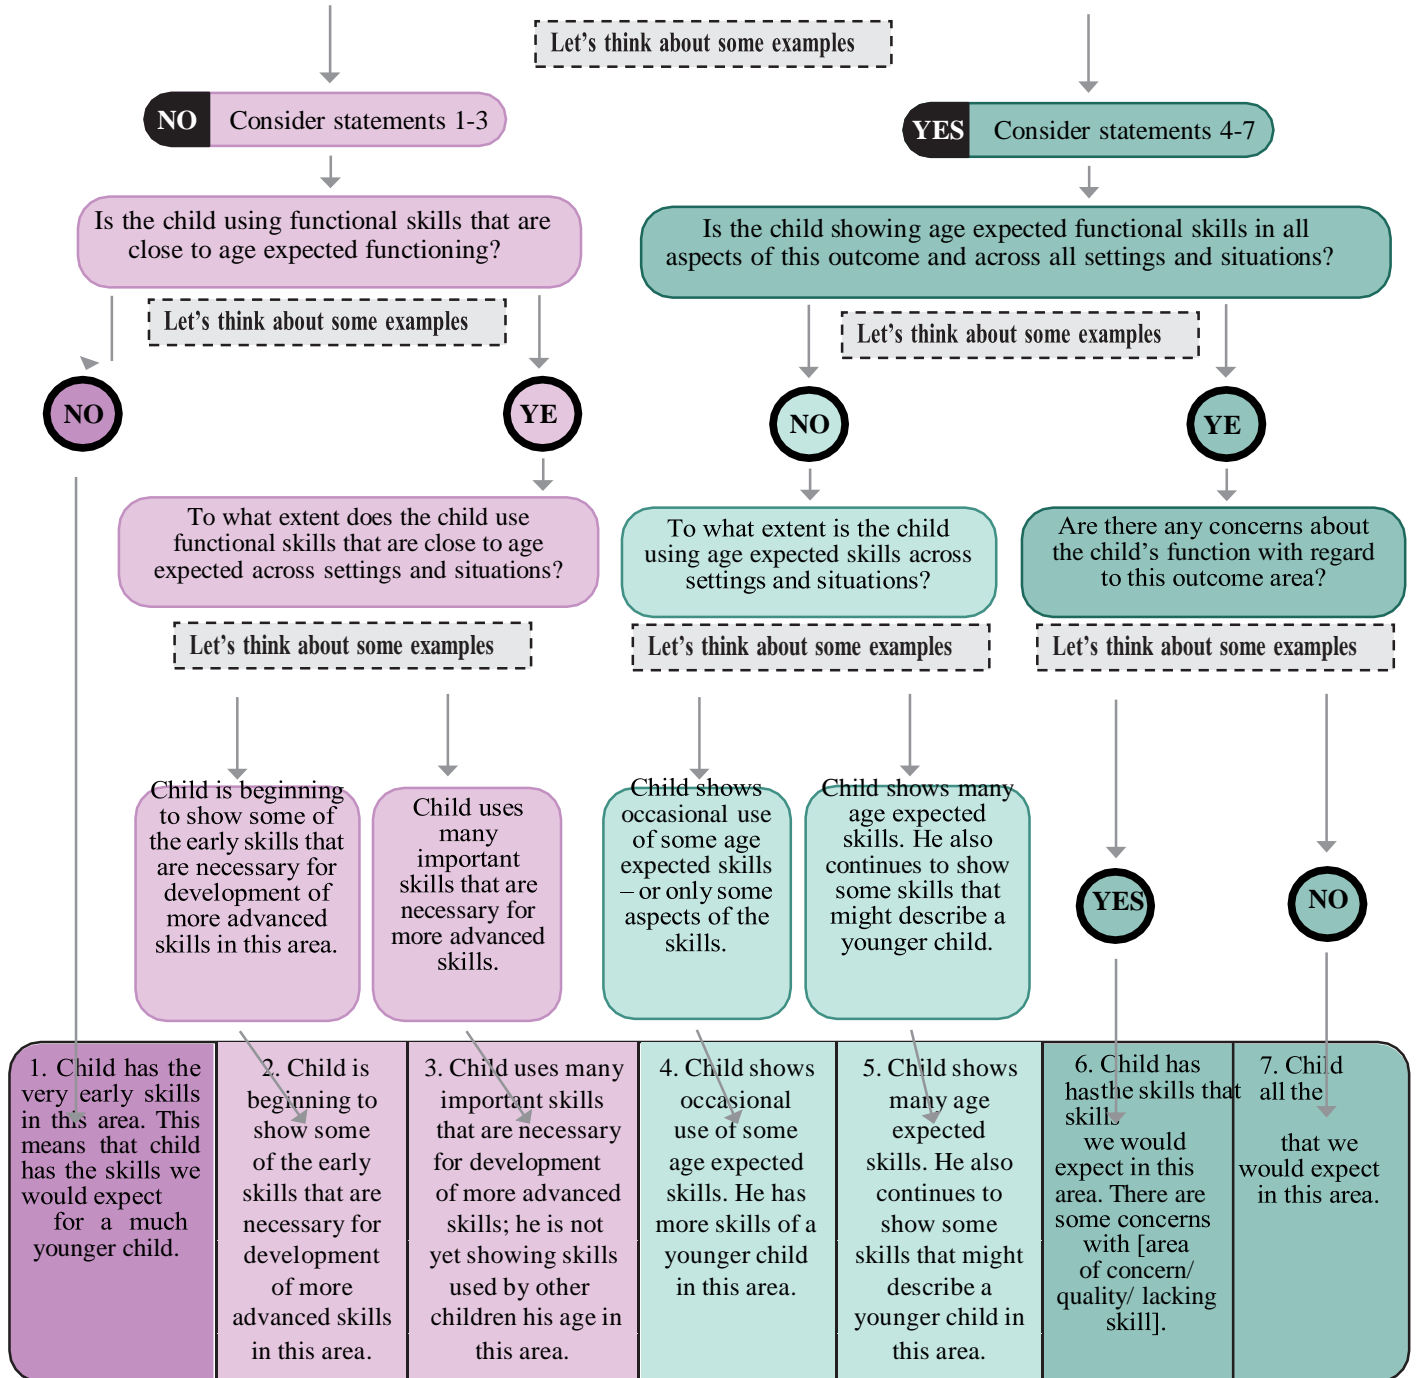 Let's think about some examples
NO Consider statements 1-3
YES Consider statements 4-7
Is the child using functional skills that are
close to age expected functioning?
Is the child showing age expected functional skills in all
aspects of this outcome and across all settings and situations?
Let's think about some examples
Let's think about some examples
NO
YE
NO
YE
To what extent does the child use
functional skills that are close to age
expected across settings and situations?
To what extent is the child
using age expected skills across
settings and situations?
Are there any concerns about
the child's function with regard
to this outcome area?
Let's think about some examples
Let's think about some examples
Let's think about some examples
Child is beginning
to show some of
the early skills that
are necessary for
development of
more advanced
skills in this area.
Child uses
many
important
skills that are
necessary for
more advanced
skills.
Child shows
occasional use
of some age
expected skills
– or only some
aspects of the
skills.
Child shows many
age expected
skills. He also
continues to show
some skills that
might describe a
younger child.
YES
NO
1. Child has the
very early skills
in this area. This
means that child
has the skills we
would expect
for a much
younger child.
2. Child is
beginning to
show some
of the early
skills that are
necessary for
development
of more
advanced skills
in this area.
3. Child uses many
important skills
that are necessary
for development
of more advanced
skills; he is not
yet showing skills
used by other
children his age in
this area.
4. Child shows
occasional
use of some
age expected
skills. He has
more skills of a
younger child
in this area.
5. Child shows
many age
expected
skills. He also
continues to
show some
skills that might
describe a
younger child in
this area.
6. Child has
hasthe skills that
skills
we would
expect in this
area. There are
some concerns
with [area
of concern/
quality/ lacking
skill].
7. Child
all the
that we
would expect
in this area.